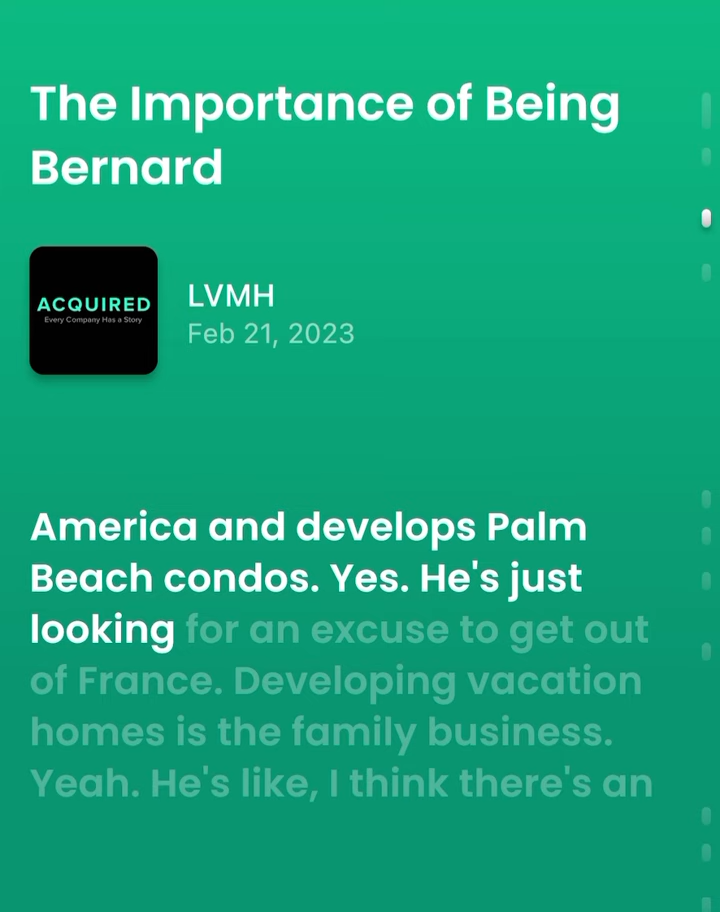 The Importance of Being
Bernard
ACQUIRED
Every Company Has a Story
LVMH
Feb 21, 2023
America and develops Palm
Beach condos. Yes. He's just
looking for an excuse to get out
of France. Developing vacation
homes is the family business.
Yeah. He's like, I think there's an